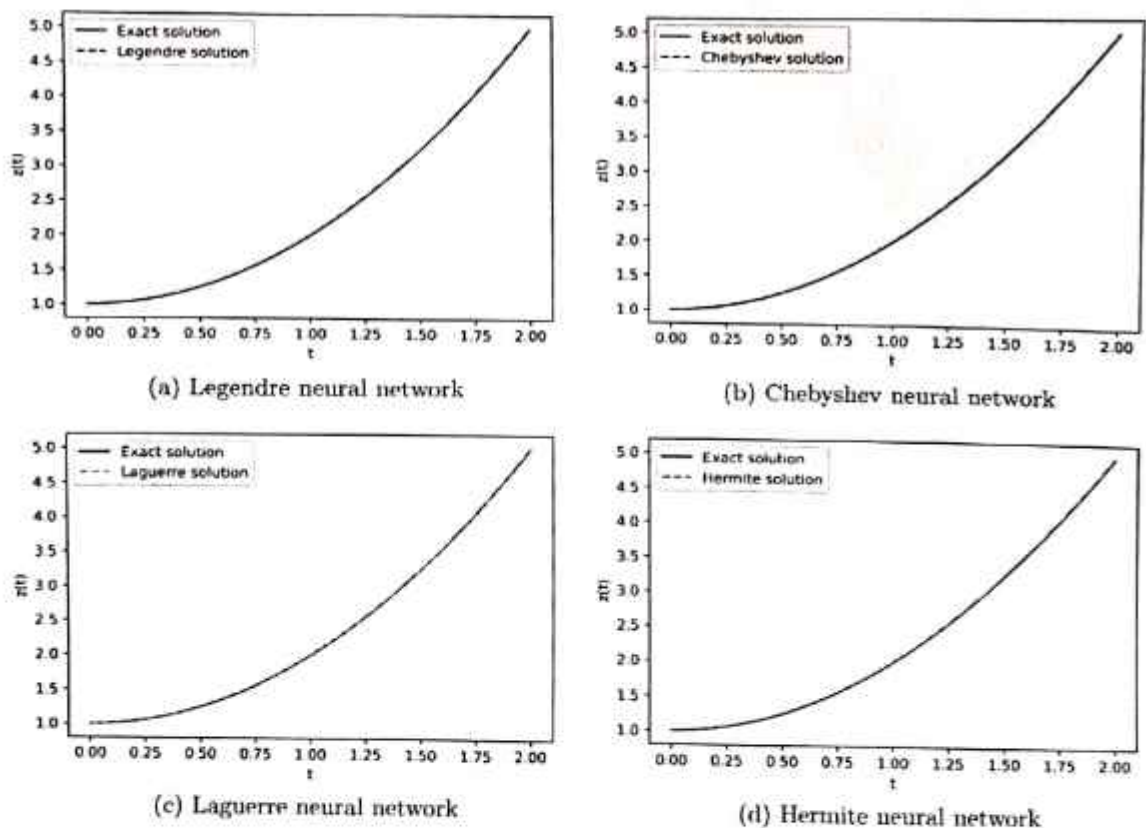 Exact solution
Legendre solution
5.0
4.5
4.0
3.5
3.0
2.5
2.0
1.5
1.0
z(t)
0.00 0.25 0.50 0.75 1.00 1.25 1.50 1.75 2.00
t
(a) Legendre neural network
Exact solution
Chebyshev solution
5.0
4.5
4.0
3.5
3.0
2.5
2.0
1.5
1.0
z(t)
0.00 0.25 0.50 0.75 1.00 1.25 1.50 1.75 2.00
t
(b) Chebyshev neural network
Exact solution
Laguerre solution
5.0
4.5
4.0
3.5
3.0
2.5
2.0
1.5
1.0
z(t)
0.00 0.25 0.50 0.75 1.00 1.25 1.50 1.75 2.00
t
(c) Laguerre neural network
Exact solution
Hermite solution
5.0
4.5
4.0
3.5
3.0
2.5
2.0
1.5
1.0
z(t)
0.00 0.25 0.50 0.75 1.00 1.25 1.50 1.75 2.00
t
(d) Hermite neural network